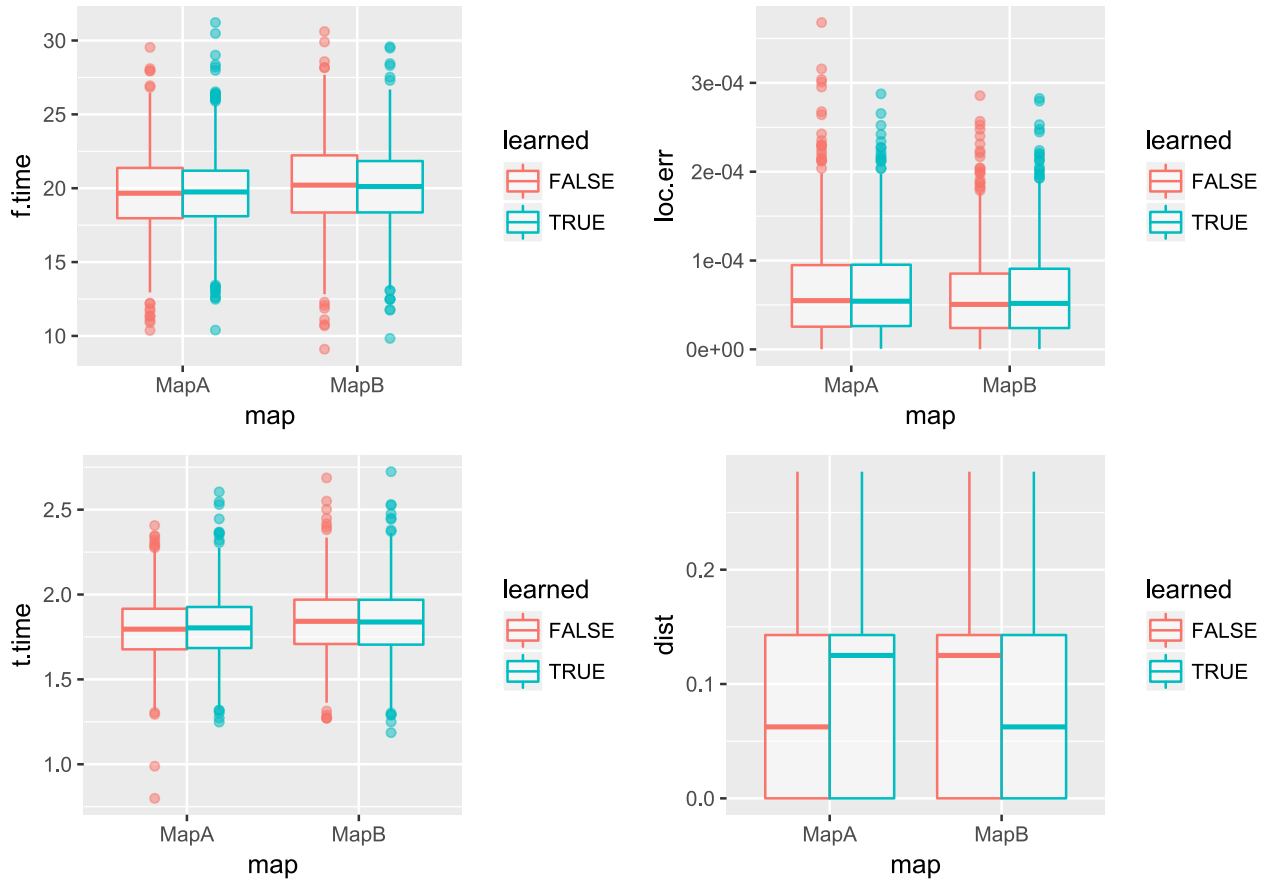 f.time
30
25
20
15
10
MapA MapB
map
learned
FALSE
TRUE
loc.err
3e-04
2e-04
1e-04
0e+00
MapA MapB
map
learned
FALSE
TRUE
t.time
2.5
2.0
1.5
1.0
MapA MapB
map
learned
FALSE
TRUE
dist
0.2
0.1
0.0
MapA MapB
map
learned
FALSE
TRUE